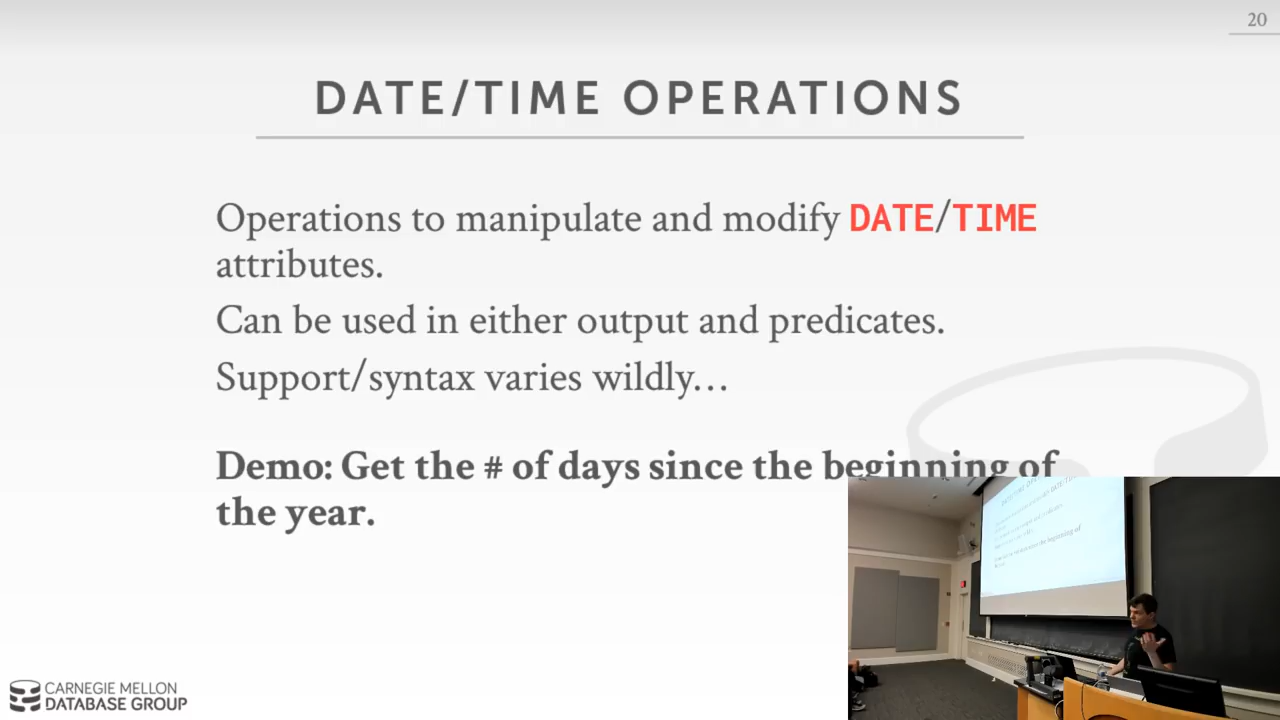 20
DATE/TIME OPERATIONS
Operations to manipulate and modify DATE/TIME
attributes.
Can be used in either output and predicates.
Support/syntax varies wildly…
Demo: Get the # of days since the beginning of
the year.
CARNEGIE MELLON
DATABASE GROUP